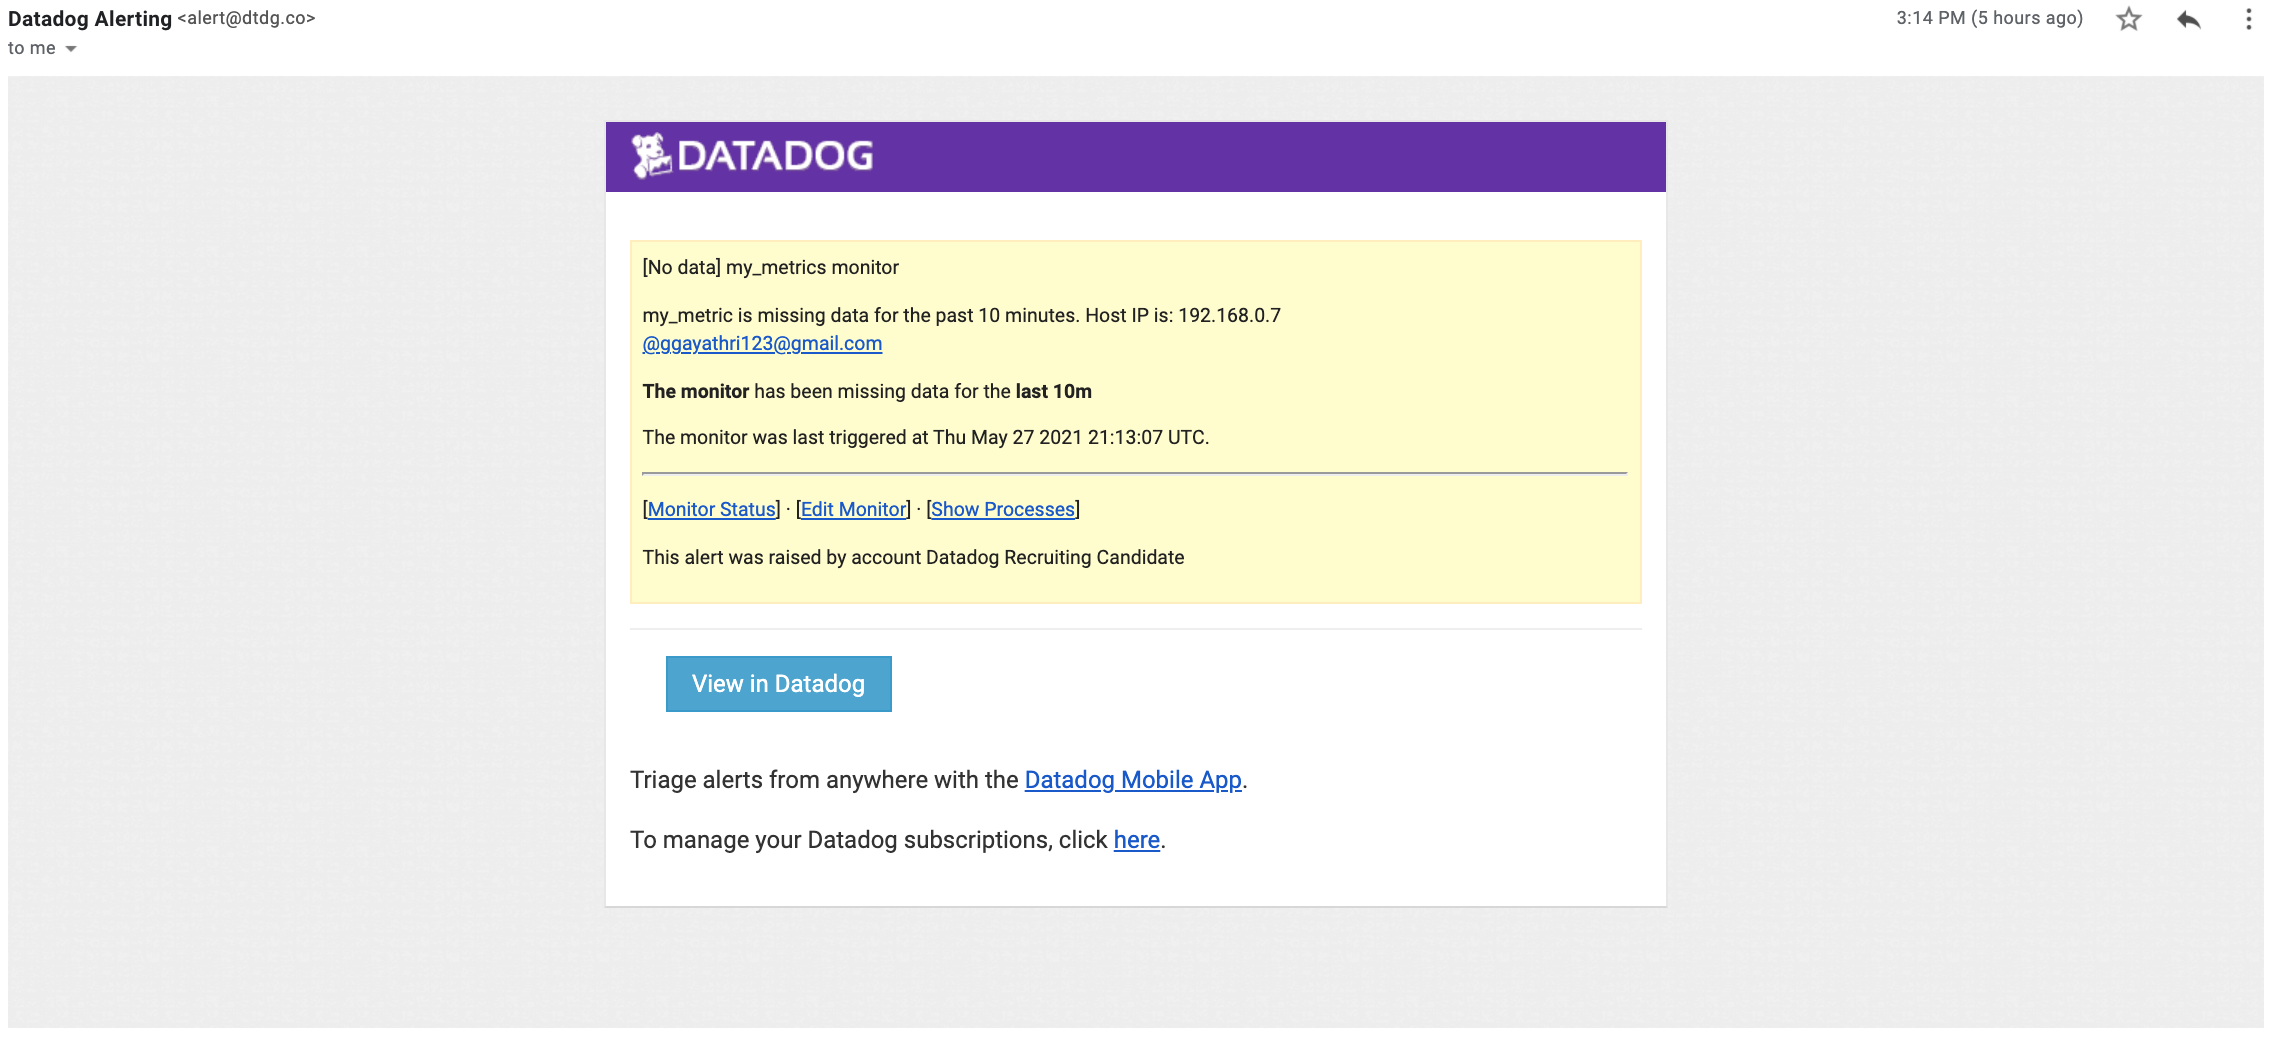 Datadog Alerting <alert@dtdg.co>
3:14 PM (5 hours ago)
to me
DATADOG
[No data] my_metrics monitor
my_metric is missing data for the past 10 minutes. Host IP is: 192.168.0.7
@ggayathri123@gmail.com
The monitor has been missing data for the last 10m
The monitor was last triggered at Thu May 27 2021 21:13:07 UTC.
[Monitor Status] · [Edit Monitor] · [Show Processes]
This alert was raised by account Datadog Recruiting Candidate
View in Datadog
Triage alerts from anywhere with the Datadog Mobile App.
To manage your Datadog subscriptions, click here.